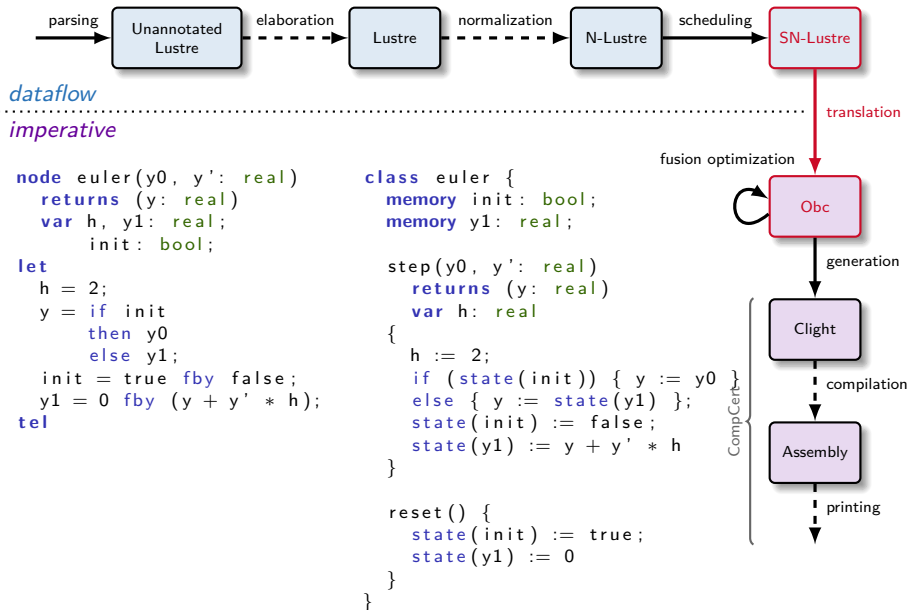 parsing
Unannotated
Lustre
elaboration
Lustre
normalization
N-Lustre
scheduling
SN-Lustre
dataflow
imperative
translation
fusion optimization
Obc
generation
Clight
compilation
Assembly
printing
CompCert
node euler(y0, y': real)
returns (y: real)
var h, y1: real;
init: bool;
let
h = 2;
y = if init
then y0
else y1;
init = true fby false;
y1 = 0 fby (y + y' * h);
tel
class euler {
memory init: bool;
memory y1: real;
step(y0, y': real)
returns (y: real)
var h: real
{
h := 2;
if (state(init)) { y := y0 }
else { y := state(y1) };
state(init) := false;
state(y1) := y + y' * h
}
reset() {
state(init) := true;
state(y1) := 0
}
}